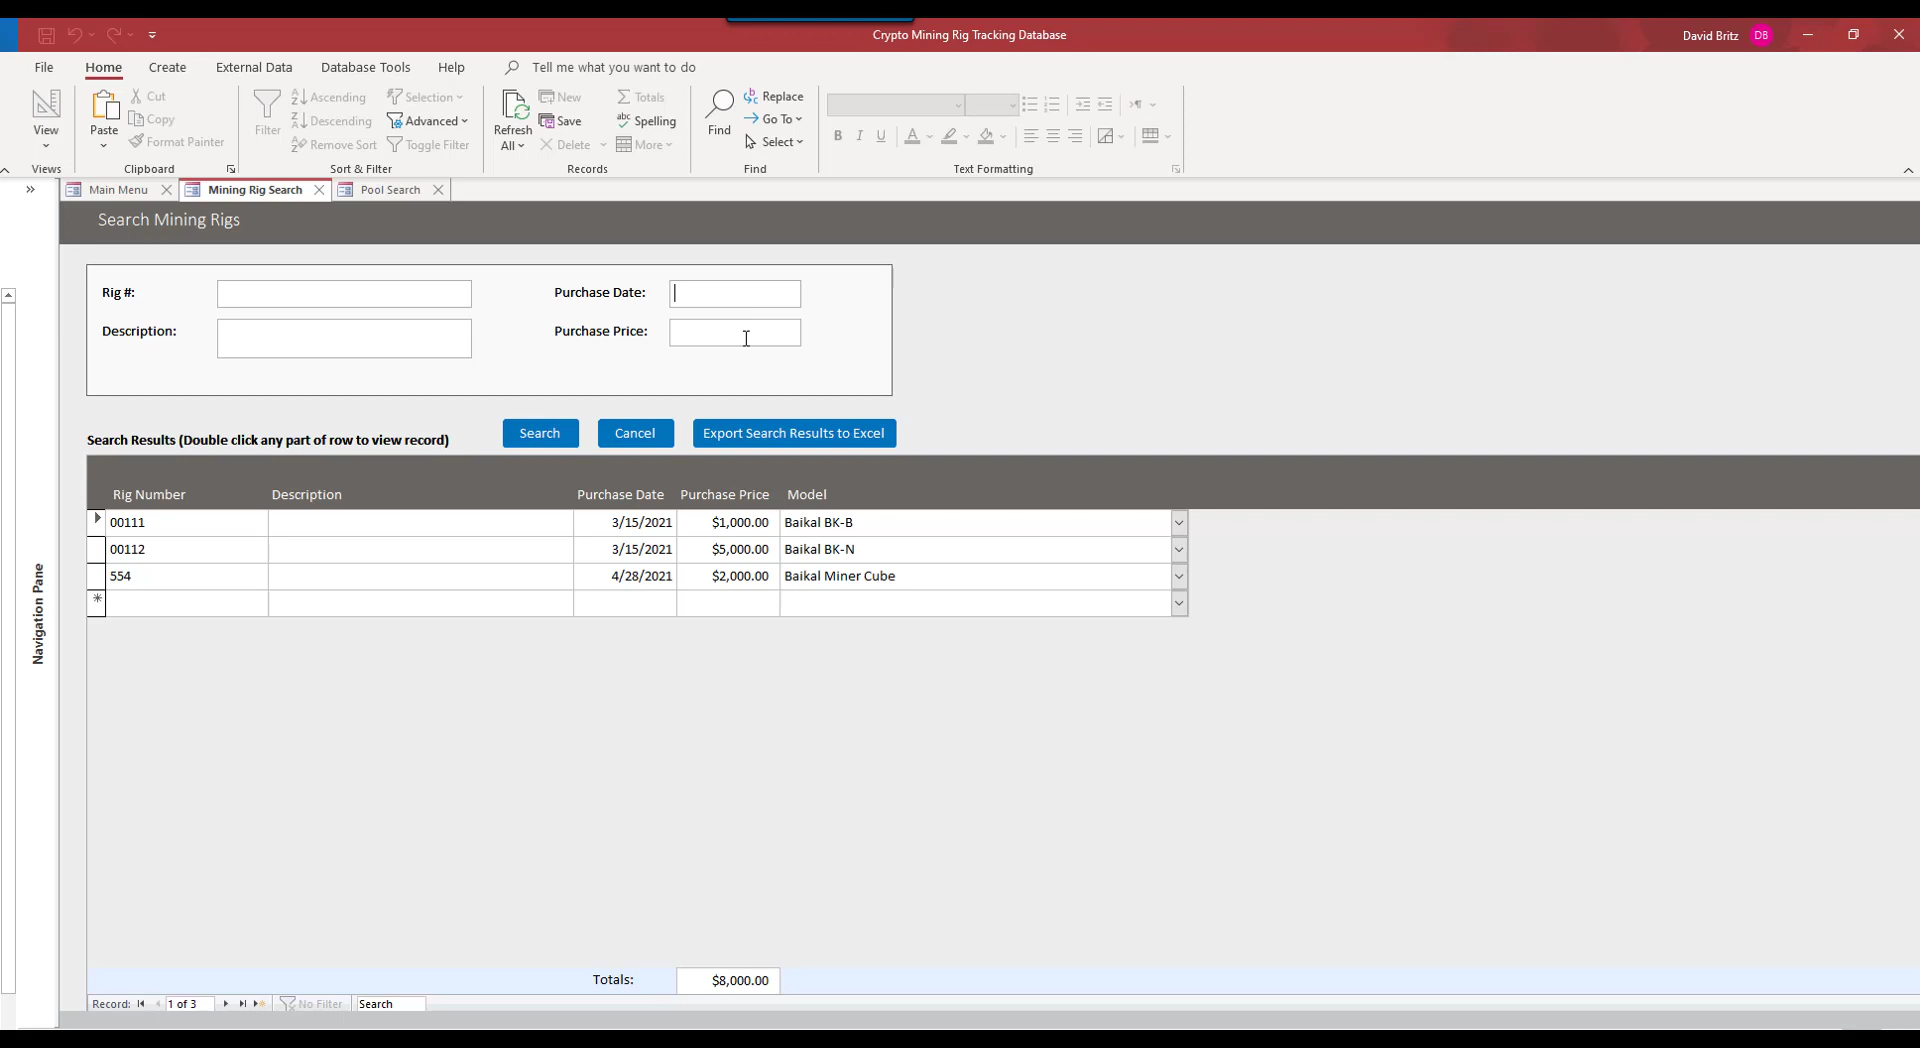 Crypto Mining Rig Tracking Database
David Britz DB
File Home Create External Data Database Tools Help Tell me what you want to do
View
Paste
Cut
Copy
Format Painter
Filter
Ascending
Descending
Remove Sort
Selection
Advanced
Toggle Filter
Refresh
All
New
Save
Delete
Totals
Spelling
More
Find
Replace
Go To
Select
B I U A
Views Clipboard Sort & Filter Records Find Text Formatting
Main Menu Mining Rig Search Pool Search
Search Mining Rigs
Rig #: Purchase Date:
Description: Purchase Price:
Search Results (Double click any part of row to view record) Search Cancel Export Search Results to Excel
Rig Number Description Purchase Date Purchase Price Model
00111 3/15/2021 $1,000.00 Baikal BK-B
00112 3/15/2021 $5,000.00 Baikal BK-N
554 4/28/2021 $2,000.00 Baikal Miner Cube
Navigation Pane
Totals: $8,000.00
Record: 1 of 3 No Filter Search